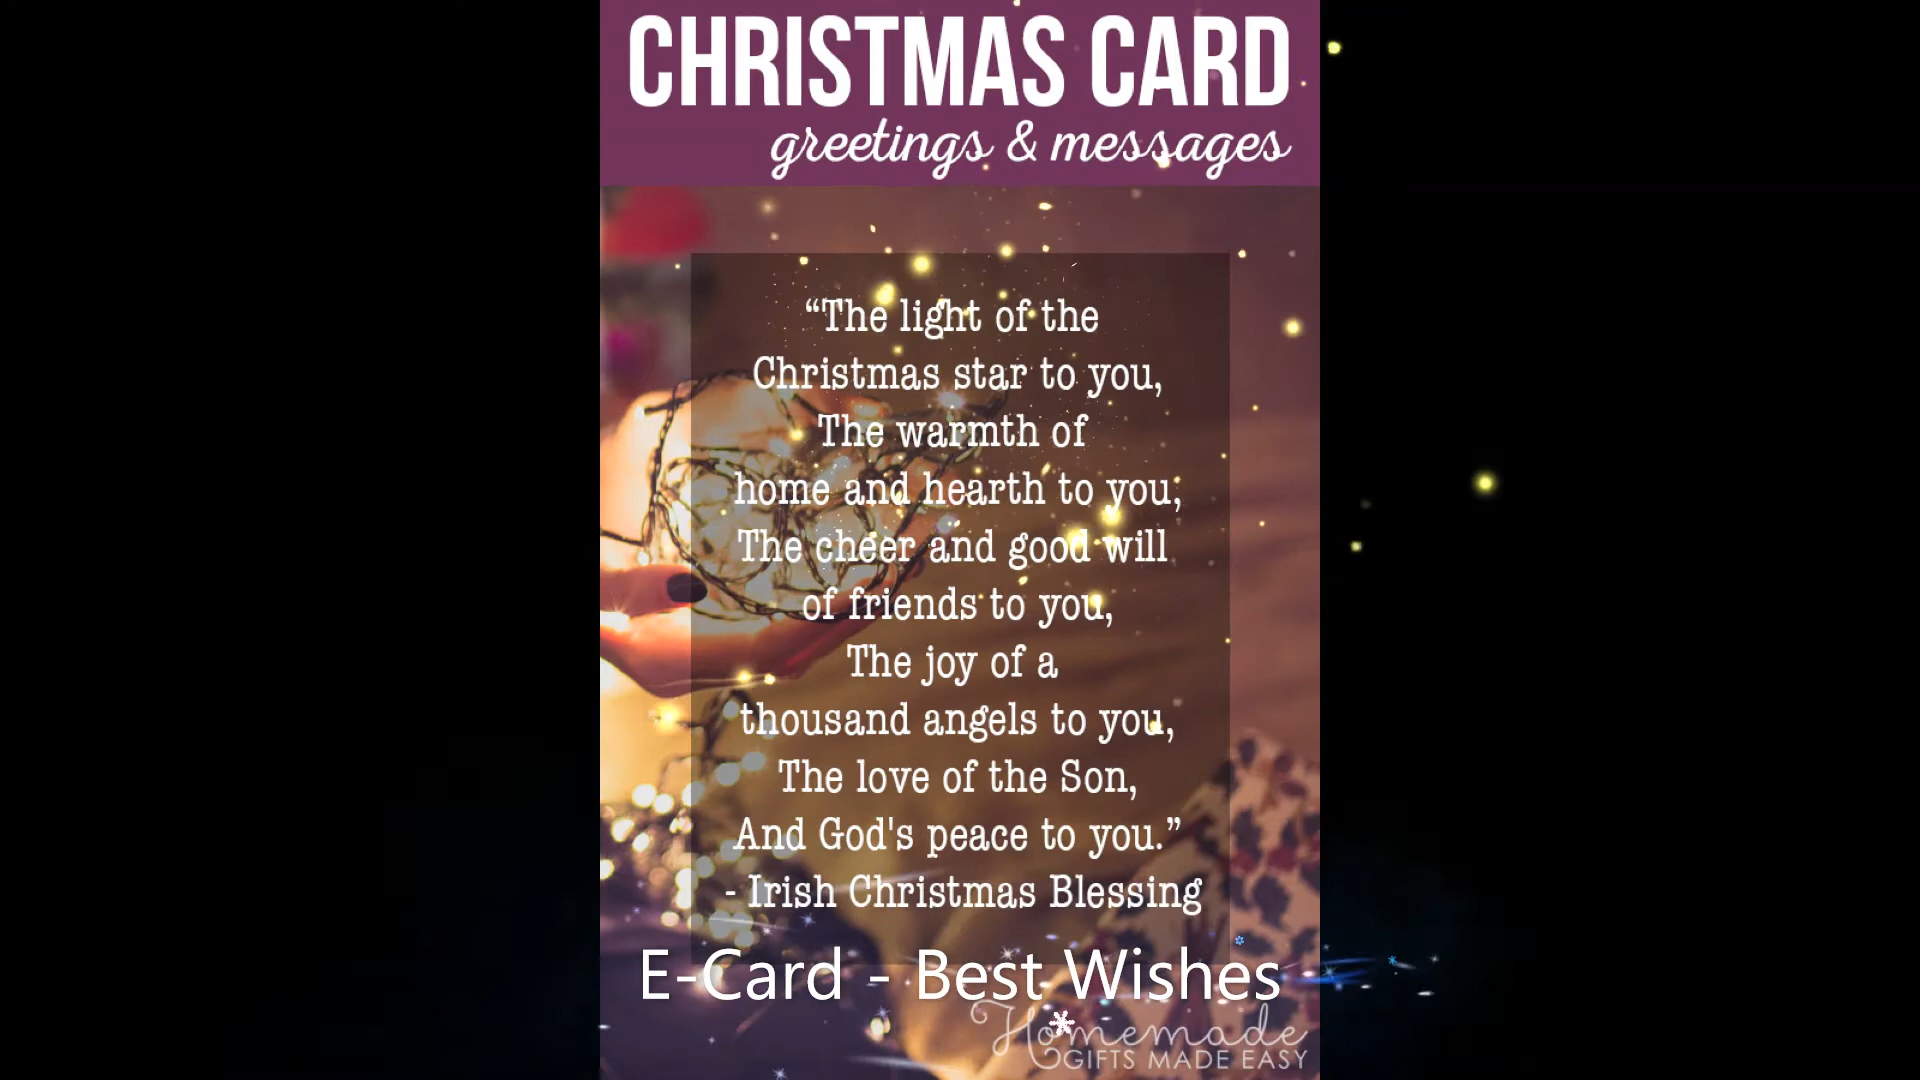 CHRISTMAS CARD
greetings & messages
“The light of the
Christmas star to you,
The warmth of
home and hearth to you,
The cheer and good will
of friends to you,
The joy of a
thousand angels to you,
The love of the Son,
And God's peace to you.”
- Irish Christmas Blessing
E-Card - Best Wishes
Homemade
GIFTS MADE EASY